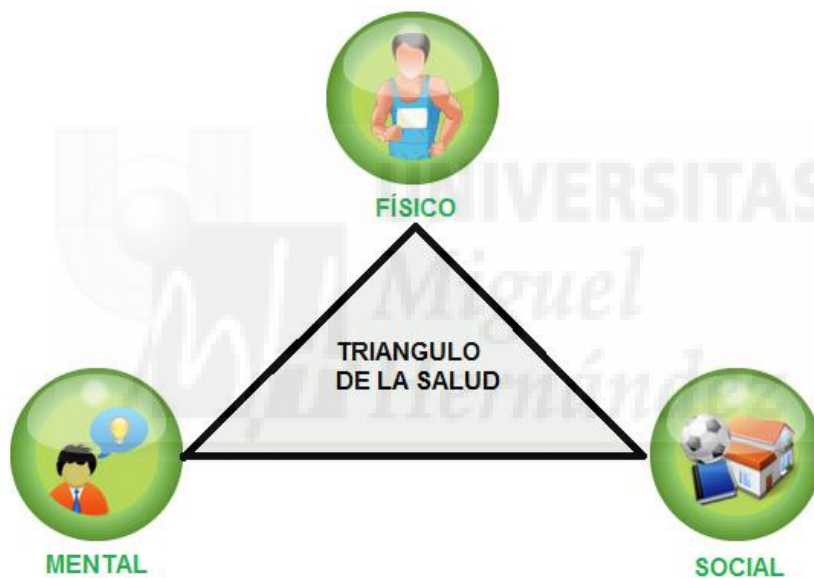 UNIVERSITAS
Miguel
Hernández
FÍSICO
TRIANGULO
DE LA SALUD
MENTAL
SOCIAL